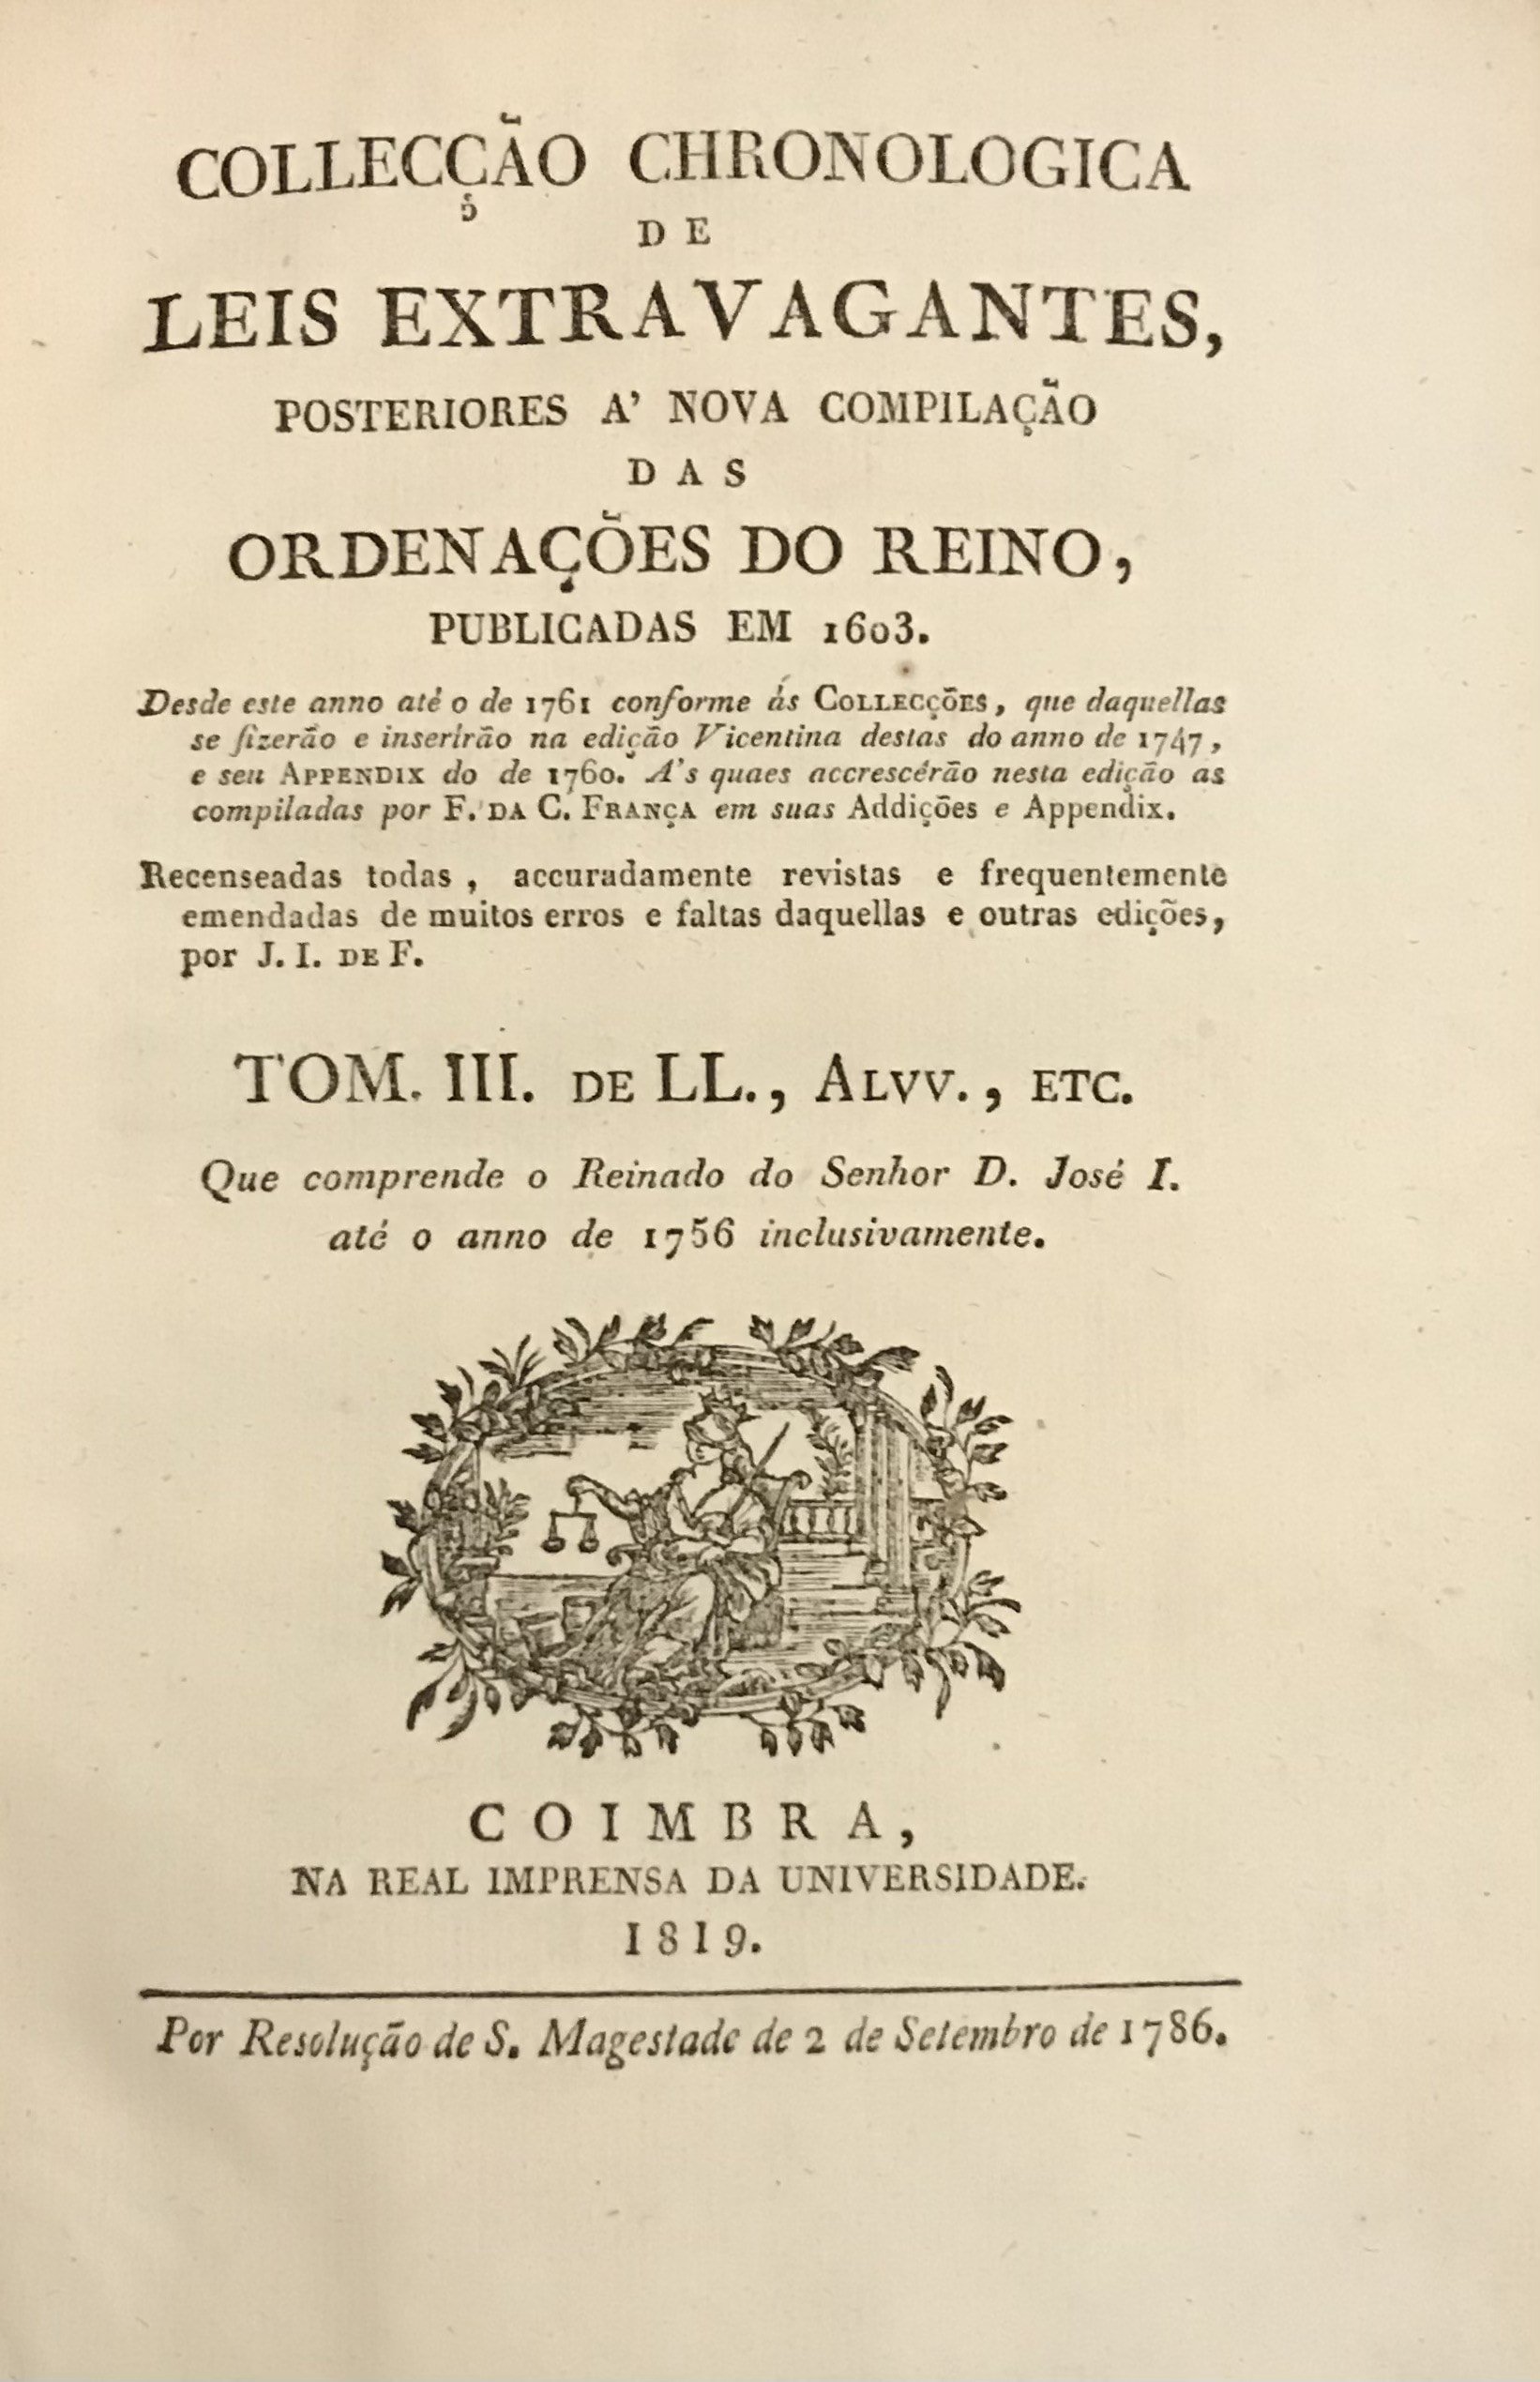 COLLECÇÃO CHRONOLOGICA
DE
LEIS EXTRAVAGANTES,
POSTERIORES A' NOVA COMPILAÇÃO
DAS
ORDENAÇÕES DO REINO,
PUBLICADAS EM 1603.
Desde este anno até o de 1761 conforme ás COLLECÇÕES, que daquellas
se fizerão e inserírão na edição Vicentina destas do anno de 1747,
e seu APPENDIX do de 1760. A's quaes accrescêrão nesta edição as
compiladas por F. DA C. FRANÇA em suas Addições e Appendix.
Recenseadas todas, accuradamente revistas e frequentemente
emendadas de muitos erros e faltas daquellas e outras edições,
por J. I. DE F.
TOM. III. DE LL., ALVV., ETC.
Que comprende o Reinado do Senhor D. José I.
até o anno de 1756 inclusivamente.
COIMBRA,
NA REAL IMPRENSA DA UNIVERSIDADE.
1819.
Por Resolução de S. Magestade de 2 de Setembro de 1786.